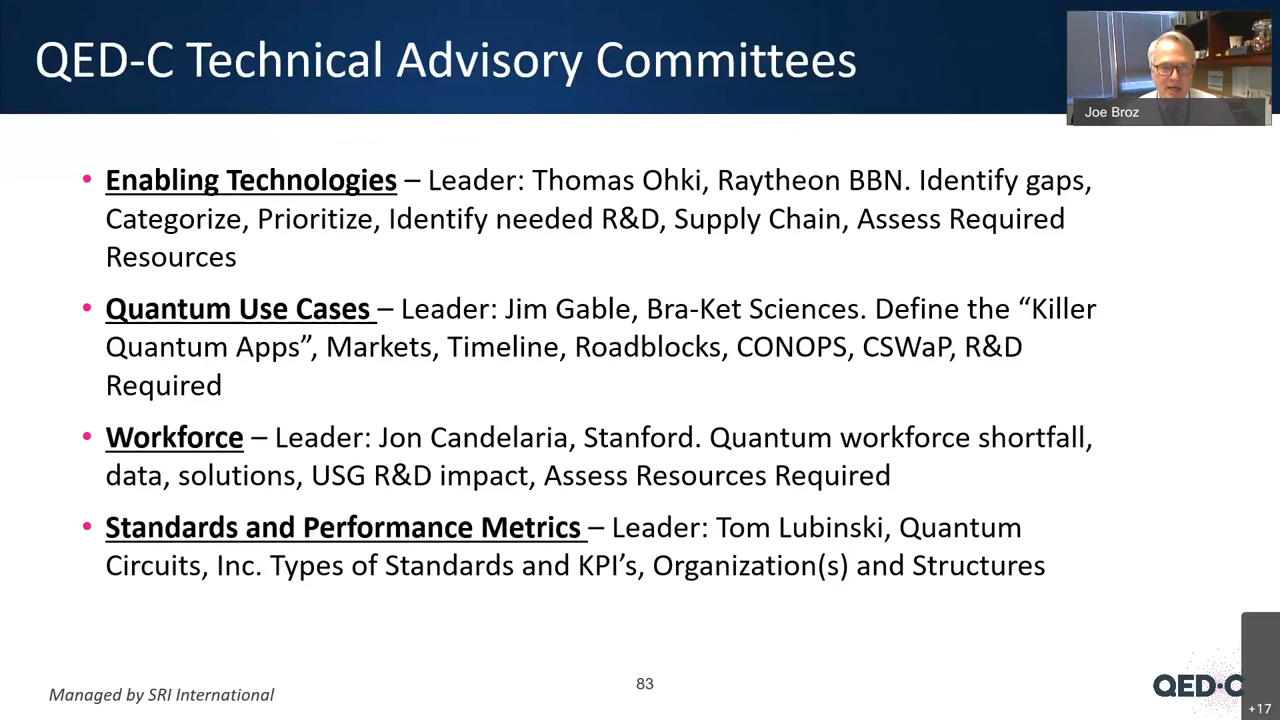 QED-C Technical Advisory Committees
Joe Broz
• Enabling Technologies – Leader: Thomas Ohki, Raytheon BBN. Identify gaps,
Categorize, Prioritize, Identify needed R&D, Supply Chain, Assess Required
Resources
• Quantum Use Cases – Leader: Jim Gable, Bra-Ket Sciences. Define the “Killer
Quantum Apps”, Markets, Timeline, Roadblocks, CONOPS, CSWaP, R&D
Required
• Workforce – Leader: Jon Candelaria, Stanford. Quantum workforce shortfall,
data, solutions, USG R&D impact, Assess Resources Required
• Standards and Performance Metrics – Leader: Tom Lubinski, Quantum
Circuits, Inc. Types of Standards and KPI’s, Organization(s) and Structures
Managed by SRI International
83
QED·C
+17